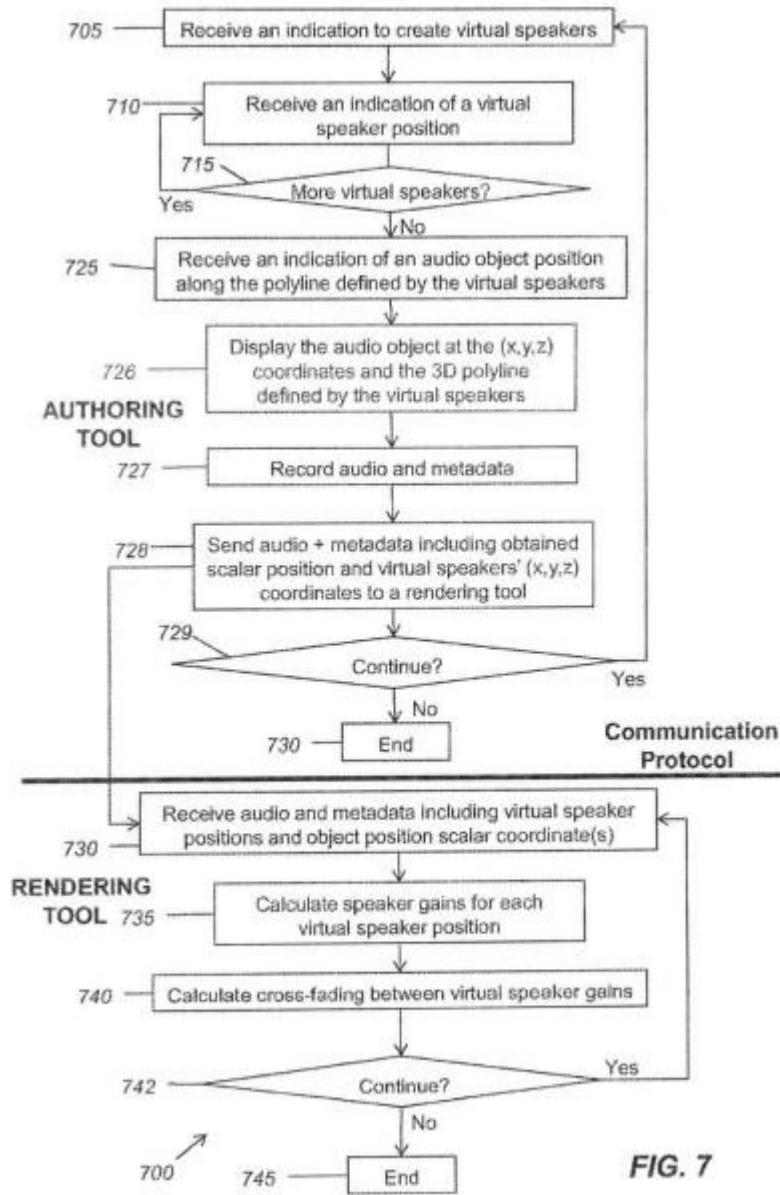 705
Receive an indication to create virtual speakers
710
Receive an indication of a virtual
speaker position
715
More virtual speakers?
Yes
No
725
Receive an indication of an audio object position
along the polyline defined by the virtual speakers
726
Display the audio object at the (x,y,z)
coordinates and the 3D polyline
defined by the virtual speakers
AUTHORING
TOOL
727
Record audio and metadata
728
Send audio + metadata including obtained
scalar position and virtual speakers' (x,y,z)
coordinates to a rendering tool
729
Continue?
Yes
No
730
End
Communication
Protocol
Receive audio and metadata including virtual speaker
positions and object position scalar coordinate(s)
730
RENDERING
TOOL
735
Calculate speaker gains for each
virtual speaker position
740
Calculate cross-fading between virtual speaker gains
742
Continue?
Yes
No
700
745
End
FIG. 7